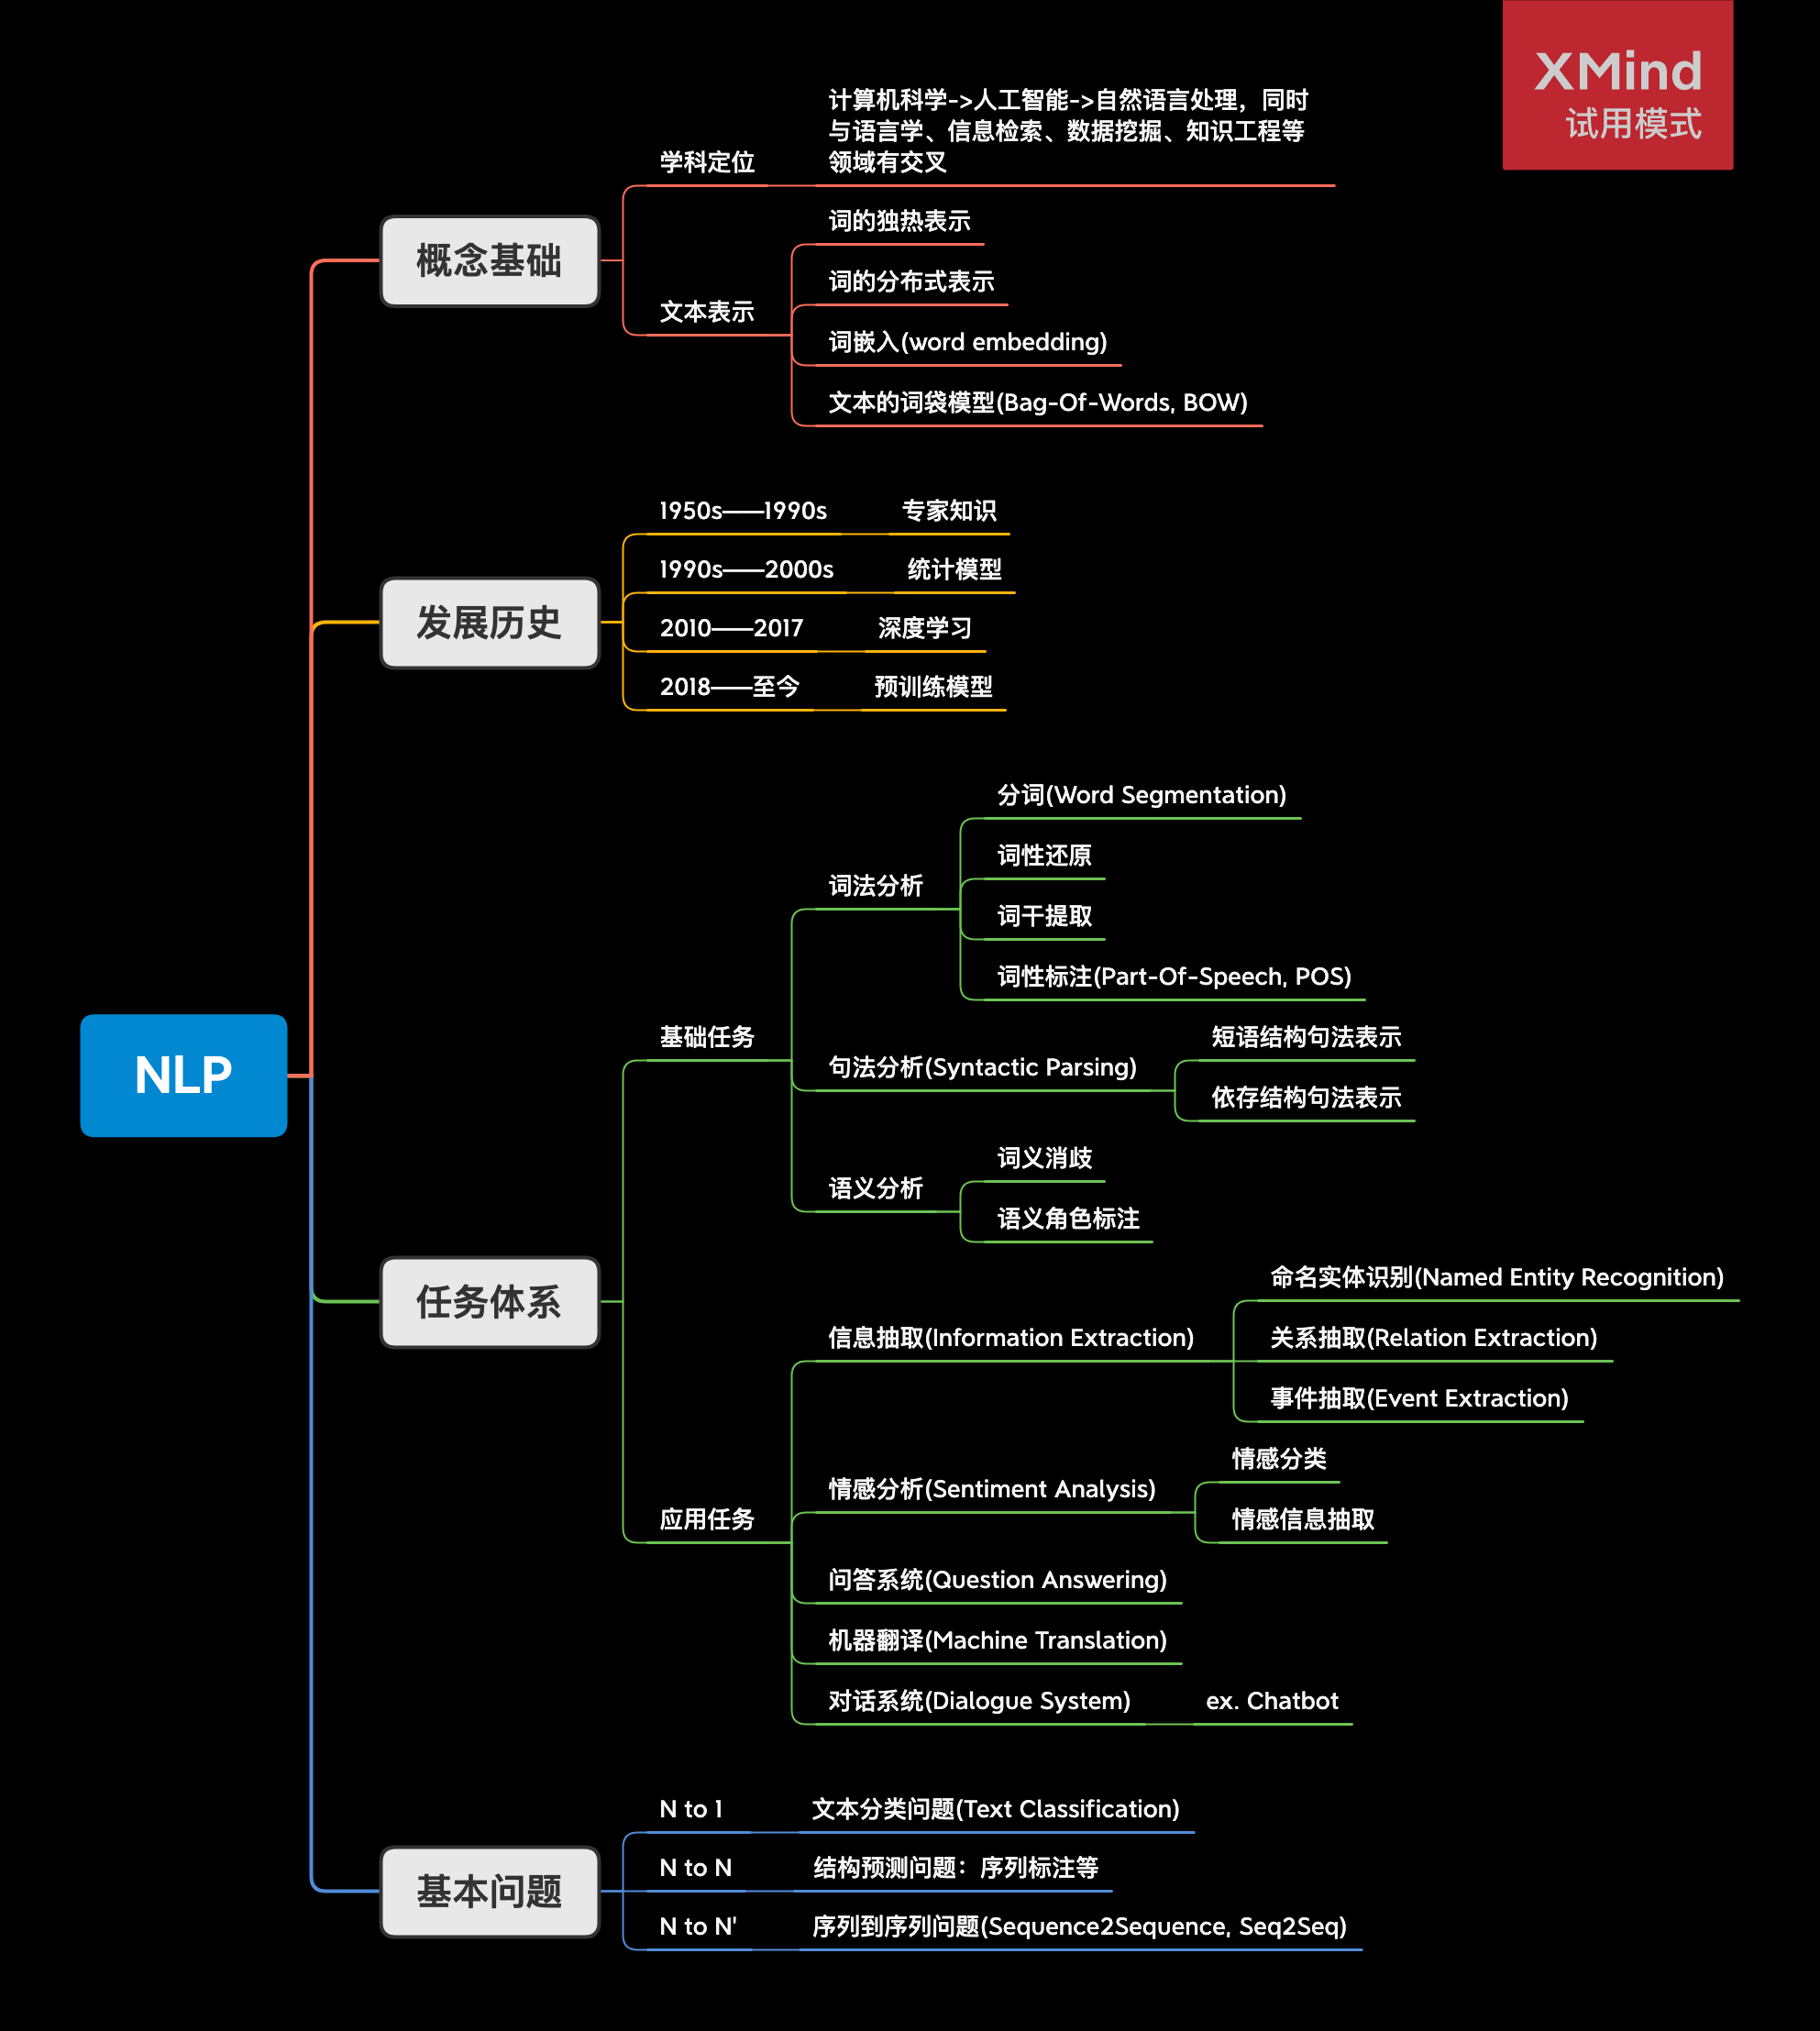 XMind
试用模式
NLP
概念基础
学科定位
计算机科学->人工智能->自然语言处理，同时
与语言学、信息检索、数据挖掘、知识工程等
领域有交叉
文本表示
词的独热表示
词的分布式表示
词嵌入(word embedding)
文本的词袋模型(Bag-Of-Words, BOW)
发展历史
1950s——1990s
专家知识
1990s——2000s
统计模型
2010——2017
深度学习
2018——至今
预训练模型
任务体系
基础任务
词法分析
分词(Word Segmentation)
词性还原
词干提取
词性标注(Part-Of-Speech, POS)
句法分析(Syntactic Parsing)
短语结构句法表示
依存结构句法表示
语义分析
词义消歧
语义角色标注
应用任务
信息抽取(Information Extraction)
命名实体识别(Named Entity Recognition)
关系抽取(Relation Extraction)
事件抽取(Event Extraction)
情感分析(Sentiment Analysis)
情感分类
情感信息抽取
问答系统(Question Answering)
机器翻译(Machine Translation)
对话系统(Dialogue System)
ex. Chatbot
基本问题
N to 1
文本分类问题(Text Classification)
N to N
结构预测问题：序列标注等
N to N'
序列到序列问题(Sequence2Sequence, Seq2Seq)